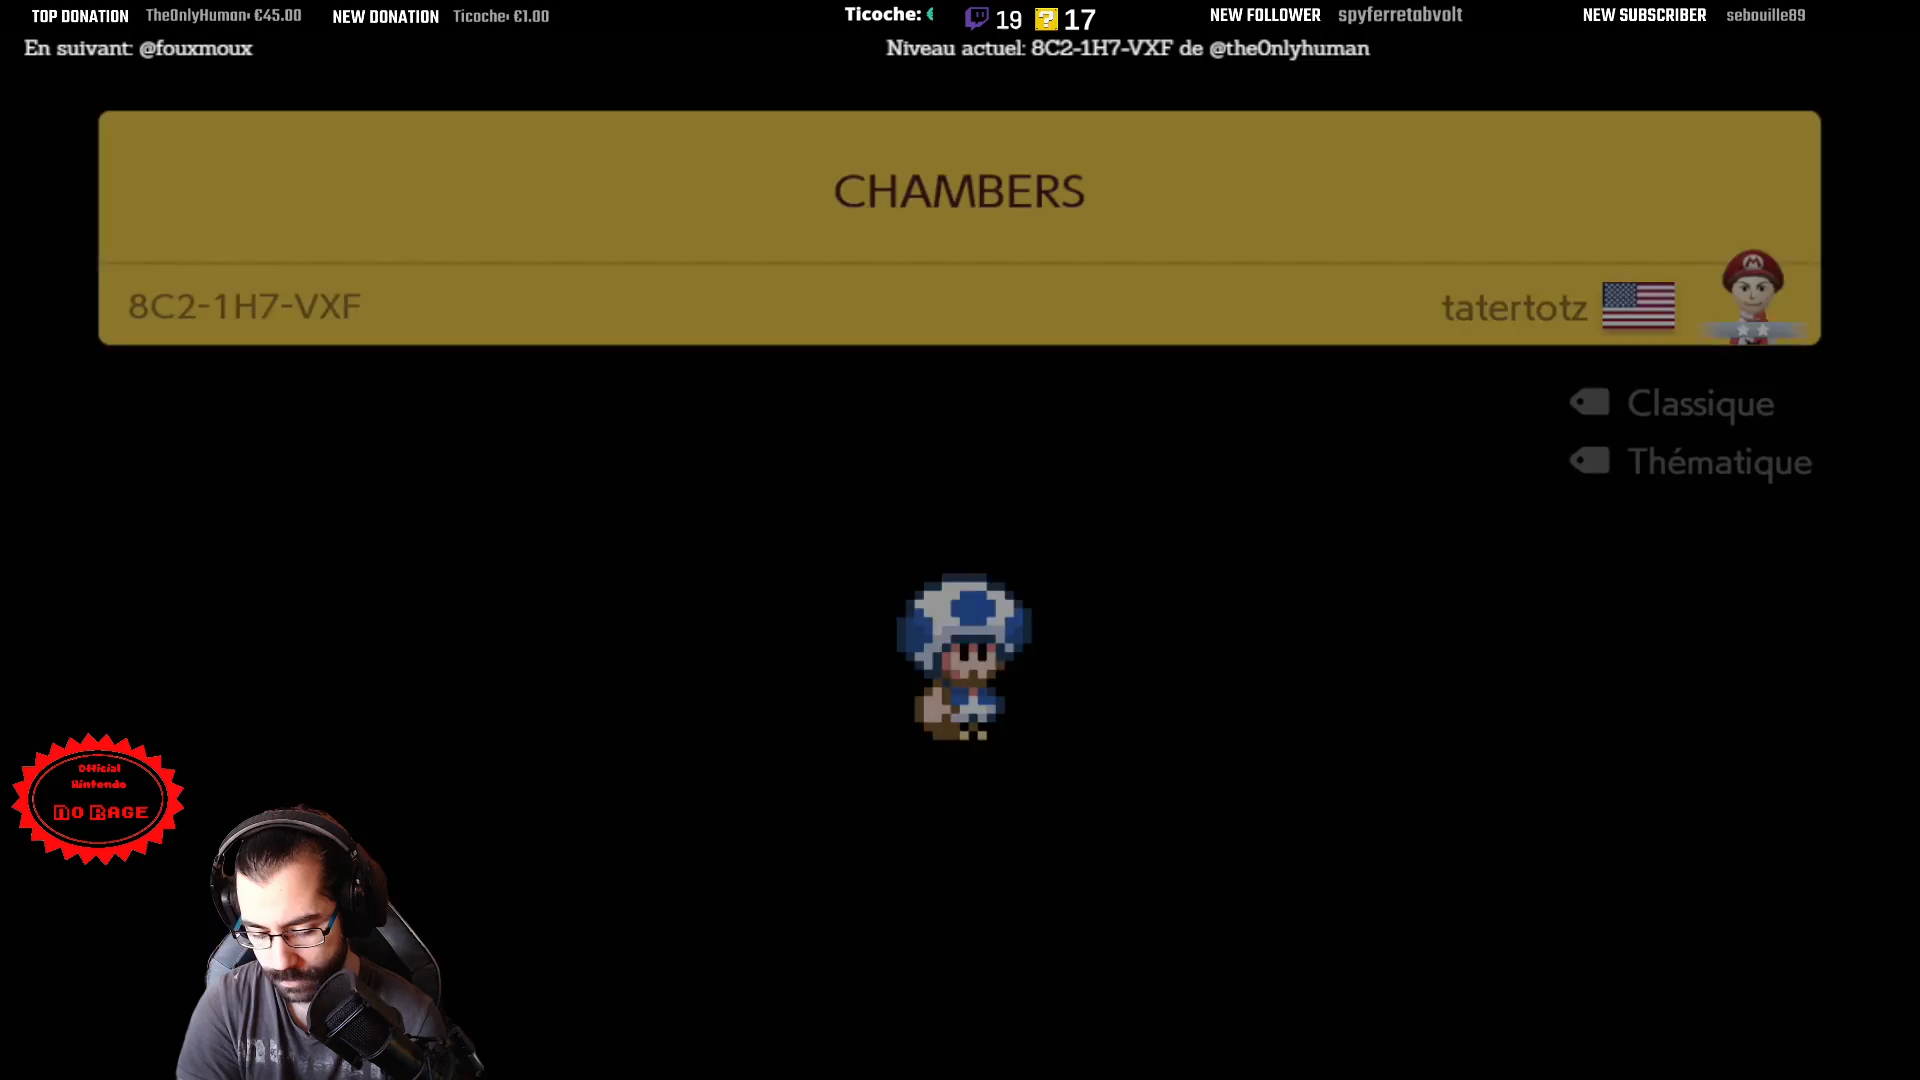 TOP DONATION TheOnlyHuman: €45.00 NEW DONATION Ticoche: €1.00 Ticoche: € 19 17 NEW FOLLOWER spyferretabvolt NEW SUBSCRIBER sebouille89
En suivant: @fouxmoux Niveau actuel: 8C2-1H7-VXF de @the0nlyhuman
CHAMBERS
8C2-1H7-VXF tatertotz
Classique
Thématique
Official
Nintendo
No Rage